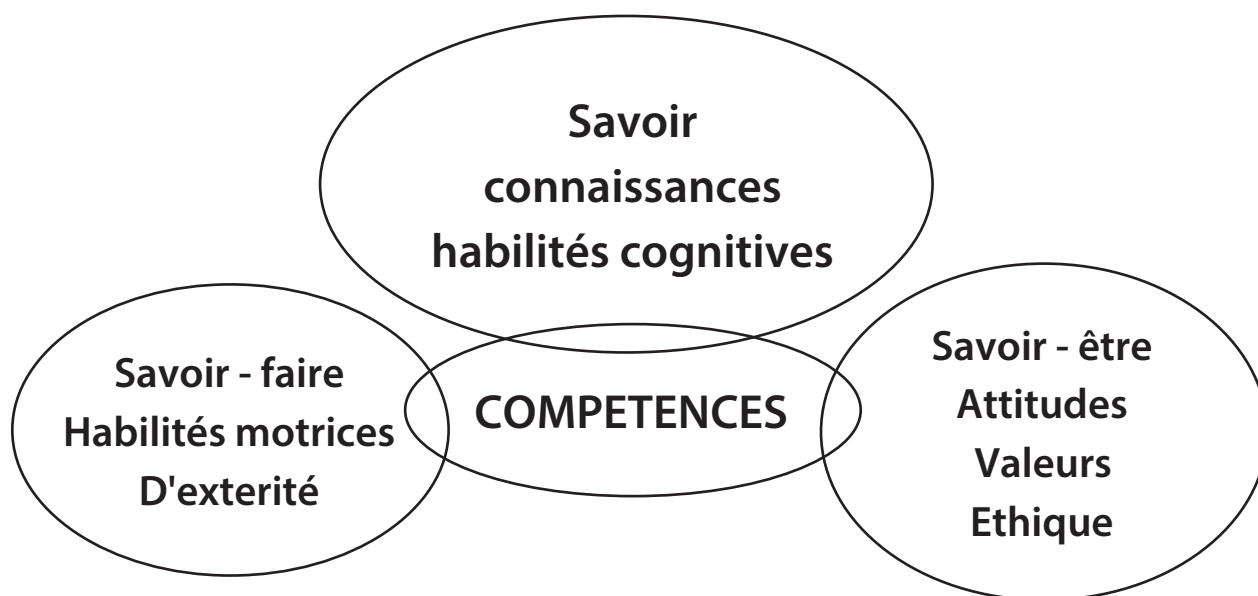 Savoir
connaissances
habilités cognitives
Savoir - faire
Habilités motrices
D'exterité
COMPETENCES
Savoir - être
Attitudes
Valeurs
Ethique